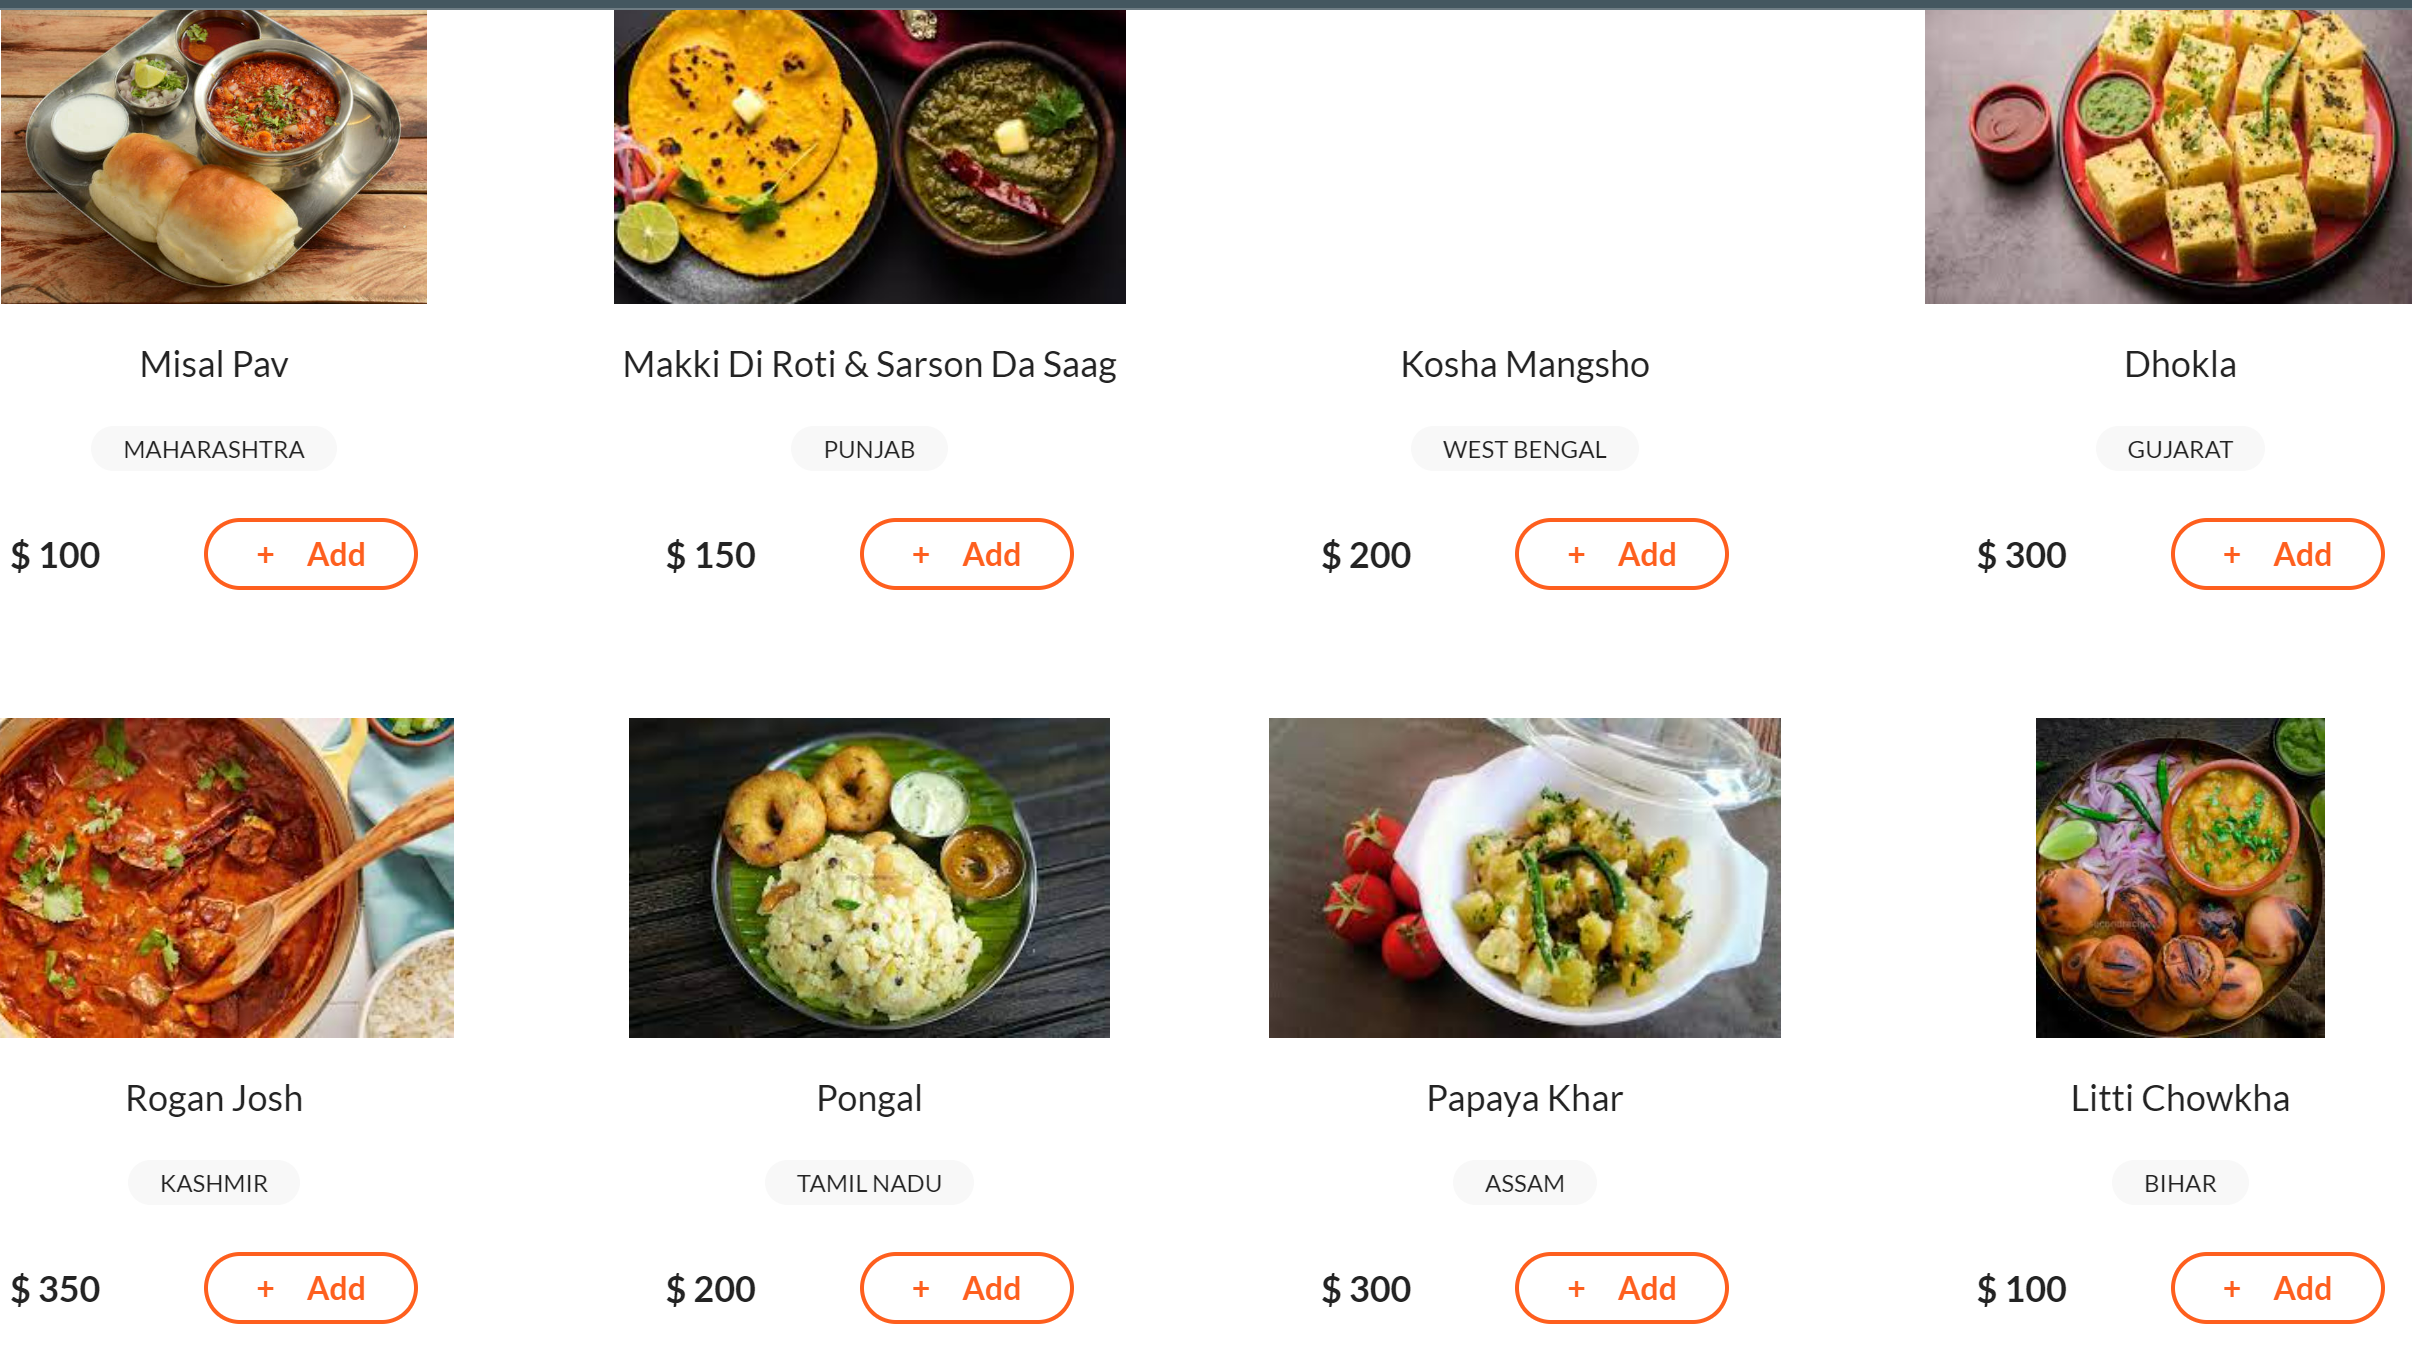 Misal Pav
Makki Di Roti & Sarson Da Saag
Kosha Mangsho
Dhokla
MAHARASHTRA
PUNJAB
WEST BENGAL
GUJARAT
$ 100
+ Add
$ 150
+ Add
$ 200
+ Add
$ 300
+ Add
Rogan Josh
Pongal
Papaya Khar
Litti Chowkha
KASHMIR
TAMIL NADU
ASSAM
BIHAR
$ 350
+ Add
$ 200
+ Add
$ 300
+ Add
$ 100
+ Add